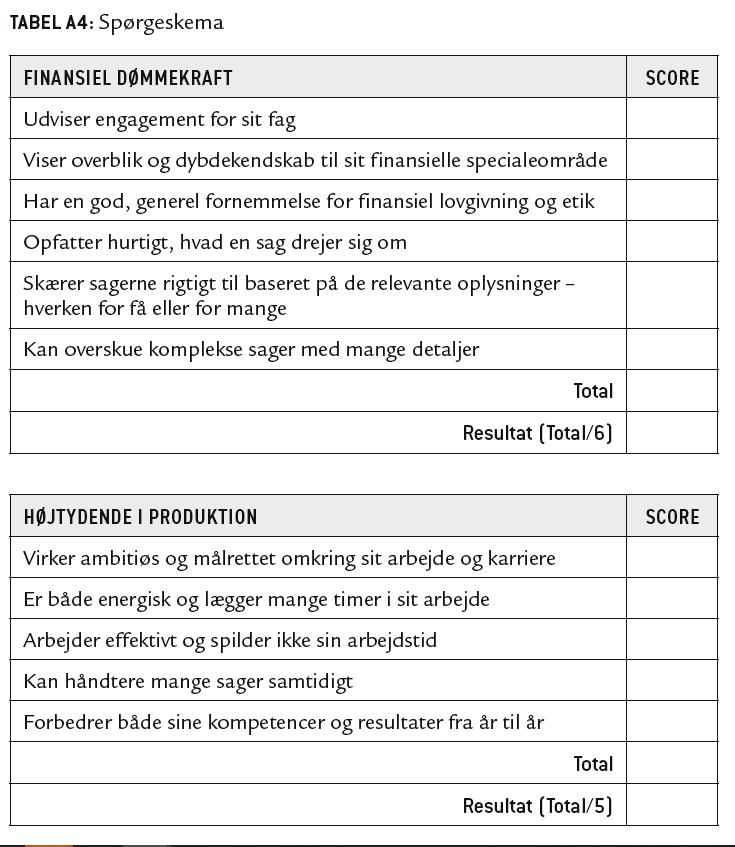 TABEL A4: Spørgeskema
FINANSIEL DØMMEKRAFT SCORE
Udviser engagement for sit fag
Viser overblik og dybdekendskab til sit finansielle specialeområde
Har en god, generel fornemmelse for finansiel lovgivning og etik
Opfatter hurtigt, hvad en sag drejer sig om
Skærer sagerne rigtigt til baseret på de relevante oplysninger –
hverken for få eller for mange
Kan overskue komplekse sager med mange detaljer
Total
Resultat (Total/6)
HØJTYDENDE I PRODUKTION SCORE
Virker ambitiøs og målrettet omkring sit arbejde og karriere
Er både energisk og lægger mange timer i sit arbejde
Arbejder effektivt og spilder ikke sin arbejdstid
Kan håndtere mange sager samtidigt
Forbedrer både sine kompetencer og resultater fra år til år
Total
Resultat (Total/5)